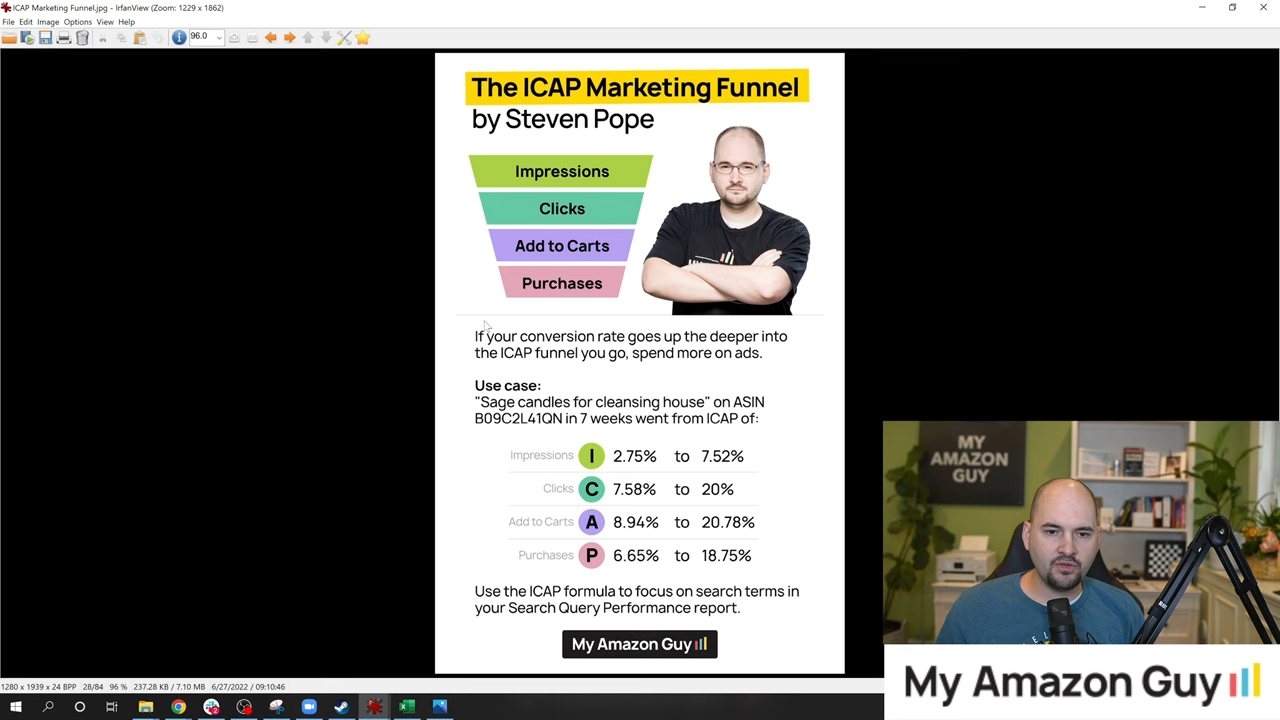 ICAP Marketing Funnel.jpg - IrfanView (Zoom: 1229 x 1862)
File Edit Image Options View Help
96.0
The ICAP Marketing Funnel
by Steven Pope
Impressions
Clicks
Add to Carts
Purchases
If your conversion rate goes up the deeper into
the ICAP funnel you go, spend more on ads.
Use case:
"Sage candles for cleansing house" on ASIN
B09C2L41QN in 7 weeks went from ICAP of:
Impressions I 2.75% to 7.52%
Clicks C 7.58% to 20%
Add to Carts A 8.94% to 20.78%
Purchases P 6.65% to 18.75%
Use the ICAP formula to focus on search terms in
your Search Query Performance report.
My Amazon Guy
MY
AMAZON
GUY
My Amazon Guy
1280 x 1939 x 24 BPP 28/84 96 % 237.28 KB / 7.10 MB 6/27/2022 / 09:10:46